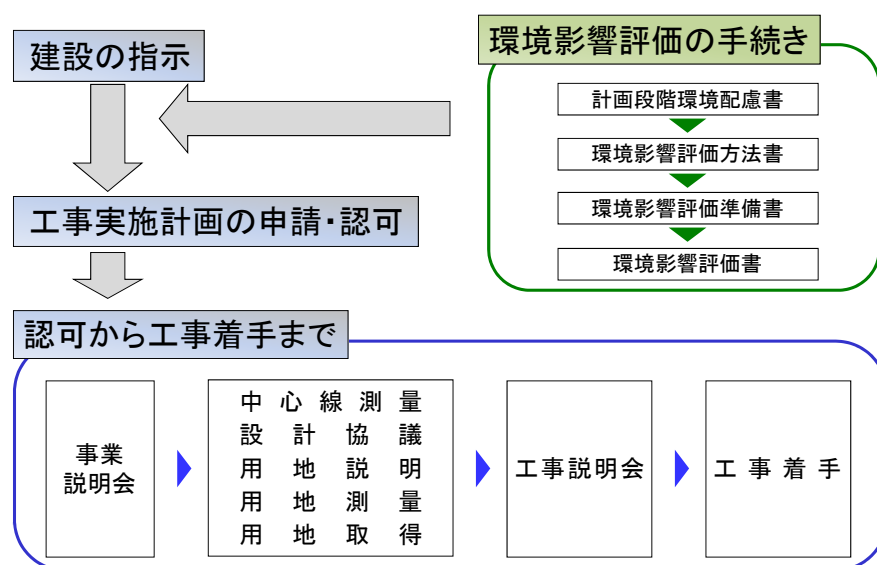 建設の指示
環境影響評価の手続き
計画段階環境配慮書
環境影響評価方法書
環境影響評価準備書
環境影響評価書
工事実施計画の申請・認可
認可から工事着手まで
事業
説明会
中心線測量
設計協議
用地説明
用地測量
用地取得
工事説明会
工事着手